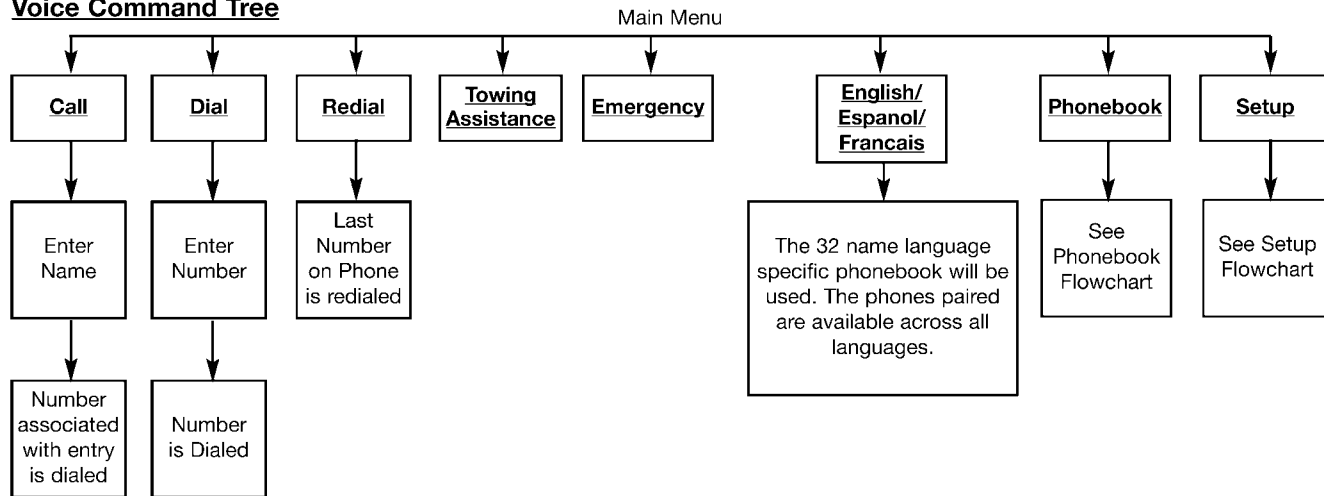 Voice Command Tree
Main Menu
Call
Dial
Redial
Towing
Assistance
Emergency
English/
Espanol/
Francais
Phonebook
Setup
Enter
Name
Enter
Number
Last
Number
on Phone
is redialed
The 32 name language
specific phonebook will be
used. The phones paired
are available across all
languages.
See
Phonebook
Flowchart
See Setup
Flowchart
Number
associated
with entry
is dialed
Number
is Dialed